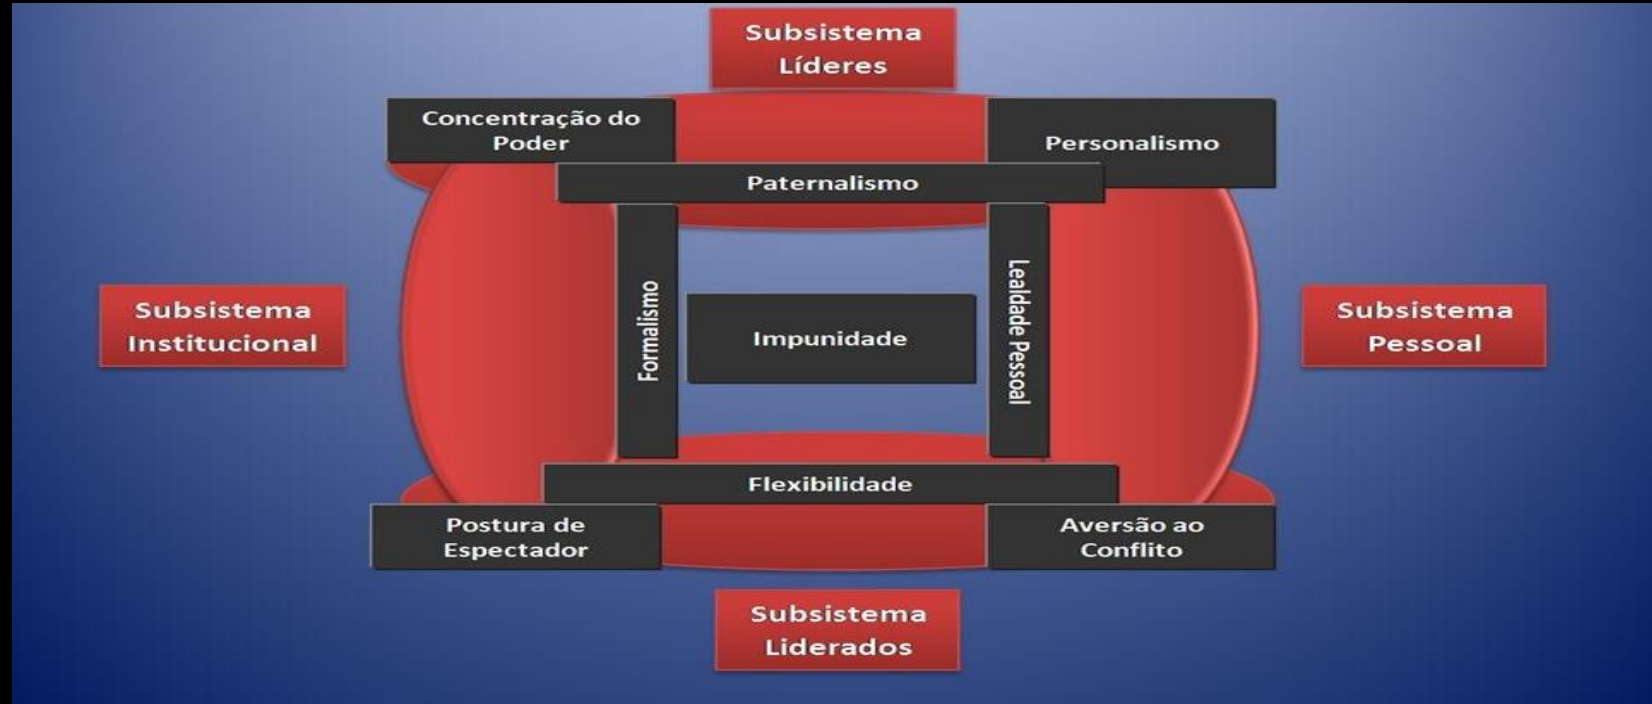 Subsistema
Líderes
Concentração do
Poder
Personalismo
Paternalismo
Subsistema
Institucional
Formalismo
Impunidade
Lealdade Pessoal
Subsistema
Pessoal
Flexibilidade
Postura de
Espectador
Aversão ao
Conflito
Subsistema
Liderados